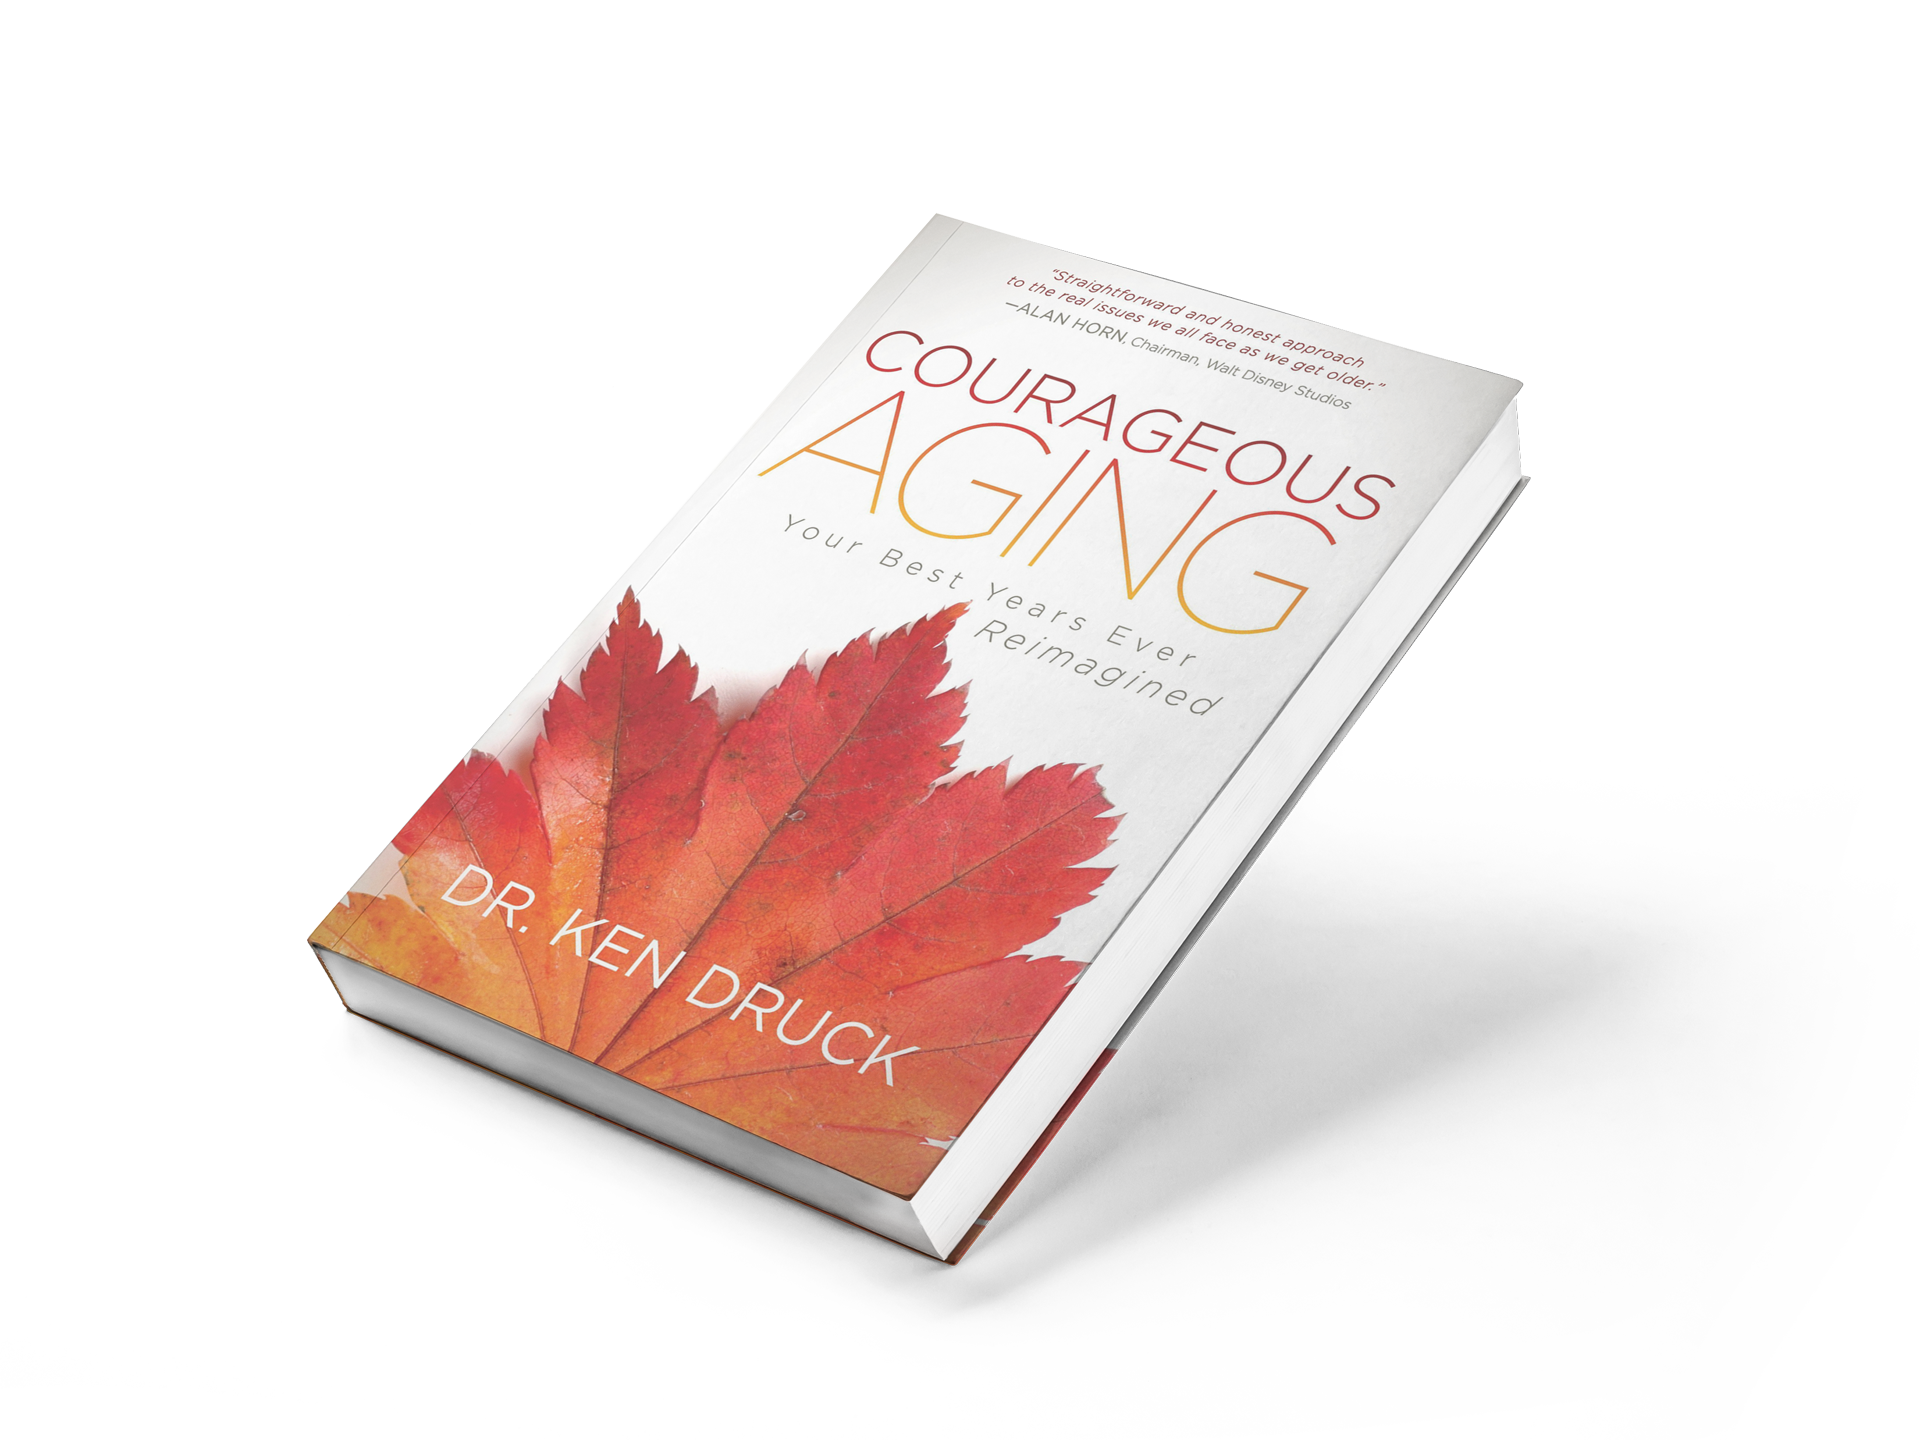 “Straightforward and honest approach
to the real issues we all face as we get older.”
—ALAN HORN, Chairman, Walt Disney Studios
COURAGEOUS
AGING
Your Best Years Ever
Reimagined
DR. KEN DRUCK